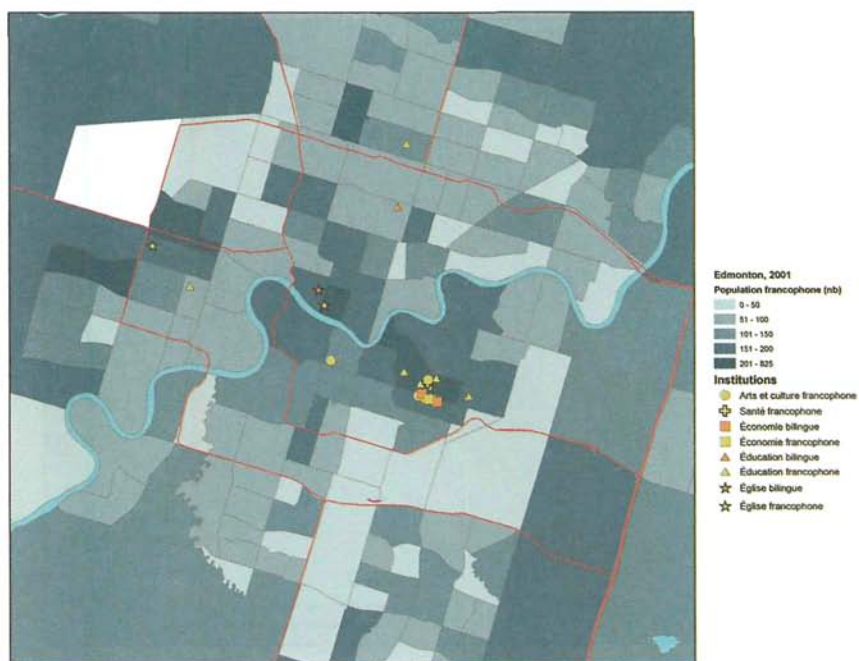 Edmonton, 2001
Population francophone (nb)
0 - 50
51 - 100
101 - 150
151 - 200
201 - 825
Institutions
Arts et culture francophone
Santé francophone
Économie bilingue
Économie francophone
Éducation bilingue
Éducation francophone
Église bilingue
Église francophone